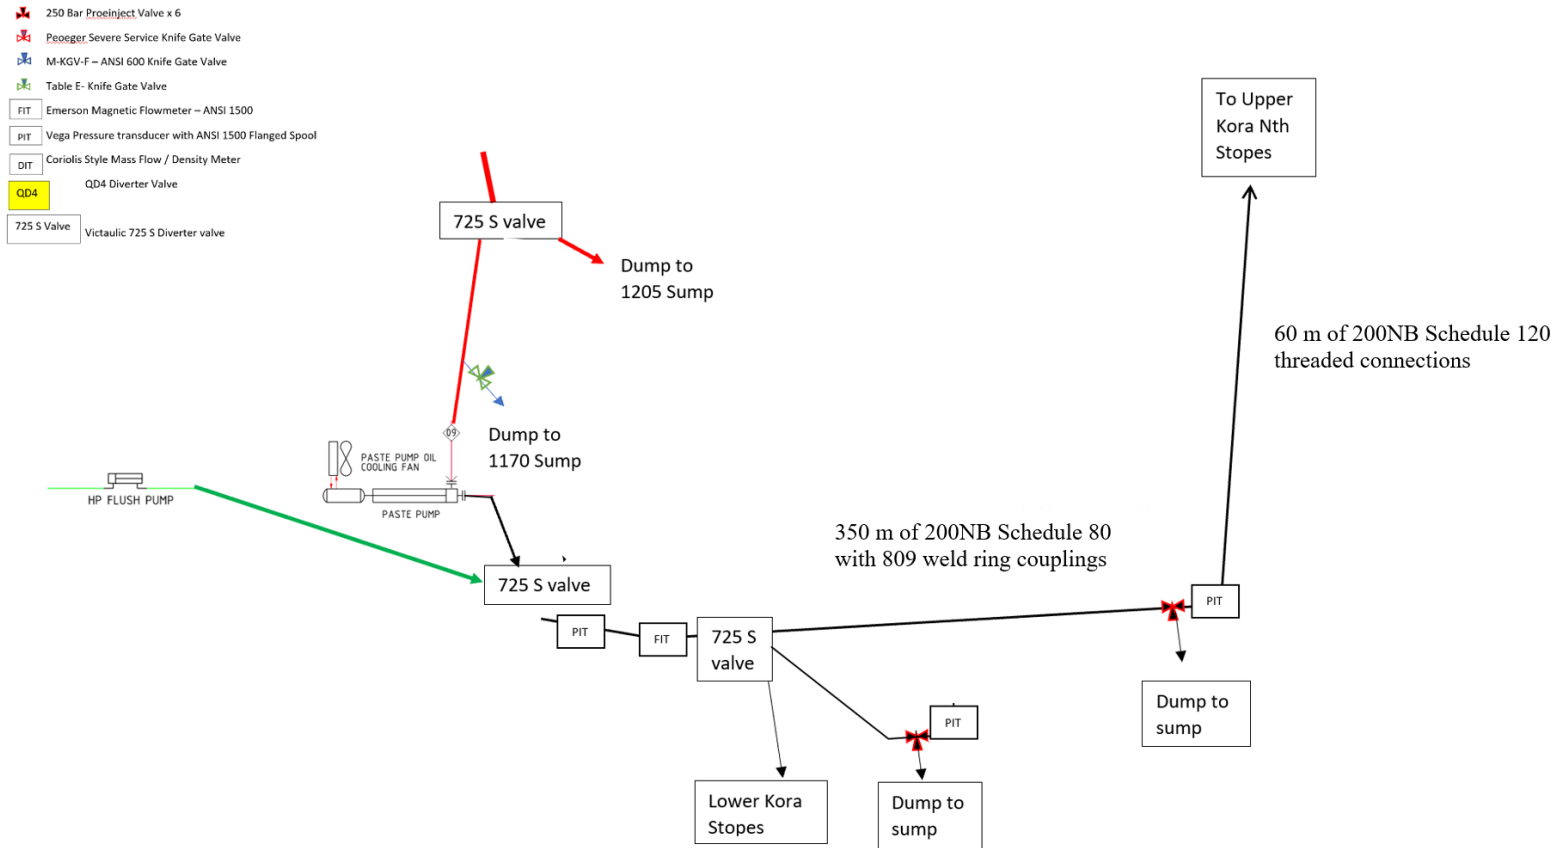 250 Bar Proeinject Valve x 6
Peoeger Severe Service Knife Gate Valve
M-KGV-F – ANSI 600 Knife Gate Valve
Table E- Knife Gate Valve
FIT Emerson Magnetic Flowmeter – ANSI 1500
PIT Vega Pressure transducer with ANSI 1500 Flanged Spool
DIT Coriolis Style Mass Flow / Density Meter
QD4 QD4 Diverter Valve
725 S Valve Victaulic 725 S Diverter valve
To Upper
Kora Nth
Stopes
725 S valve
Dump to
1205 Sump
60 m of 200NB Schedule 120
threaded connections
09
Dump to
1170 Sump
PASTE PUMP OIL
COOLING FAN
HP FLUSH PUMP
PASTE PUMP
350 m of 200NB Schedule 80
with 809 weld ring couplings
725 S valve
PIT
PIT
FIT
725 S
valve
Dump to
sump
PIT
Lower Kora
Stopes
Dump to
sump